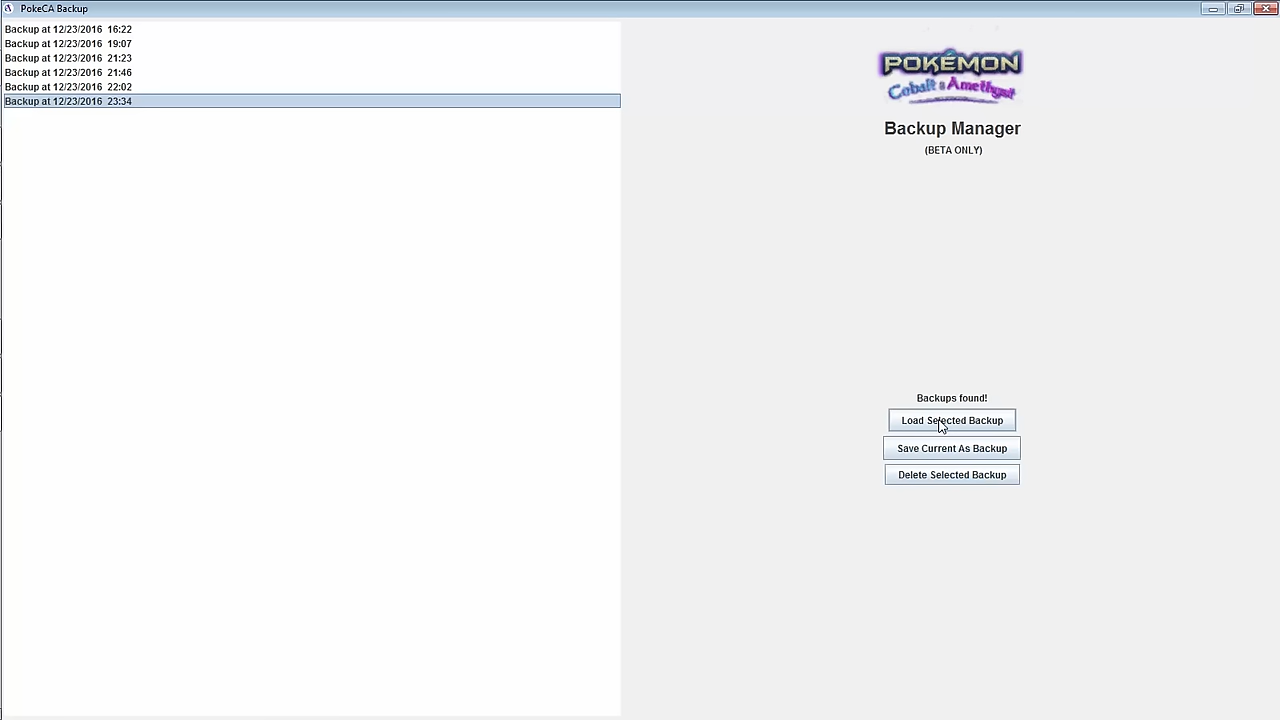 PokeCA Backup
Backup at 12/23/2016 16:22
Backup at 12/23/2016 19:07
Backup at 12/23/2016 21:23
Backup at 12/23/2016 21:46
Backup at 12/23/2016 22:02
Backup at 12/23/2016 23:34
POKÉMON
Cobalt & Amethyst
Backup Manager
(BETA ONLY)
Backups found!
Load Selected Backup
Save Current As Backup
Delete Selected Backup